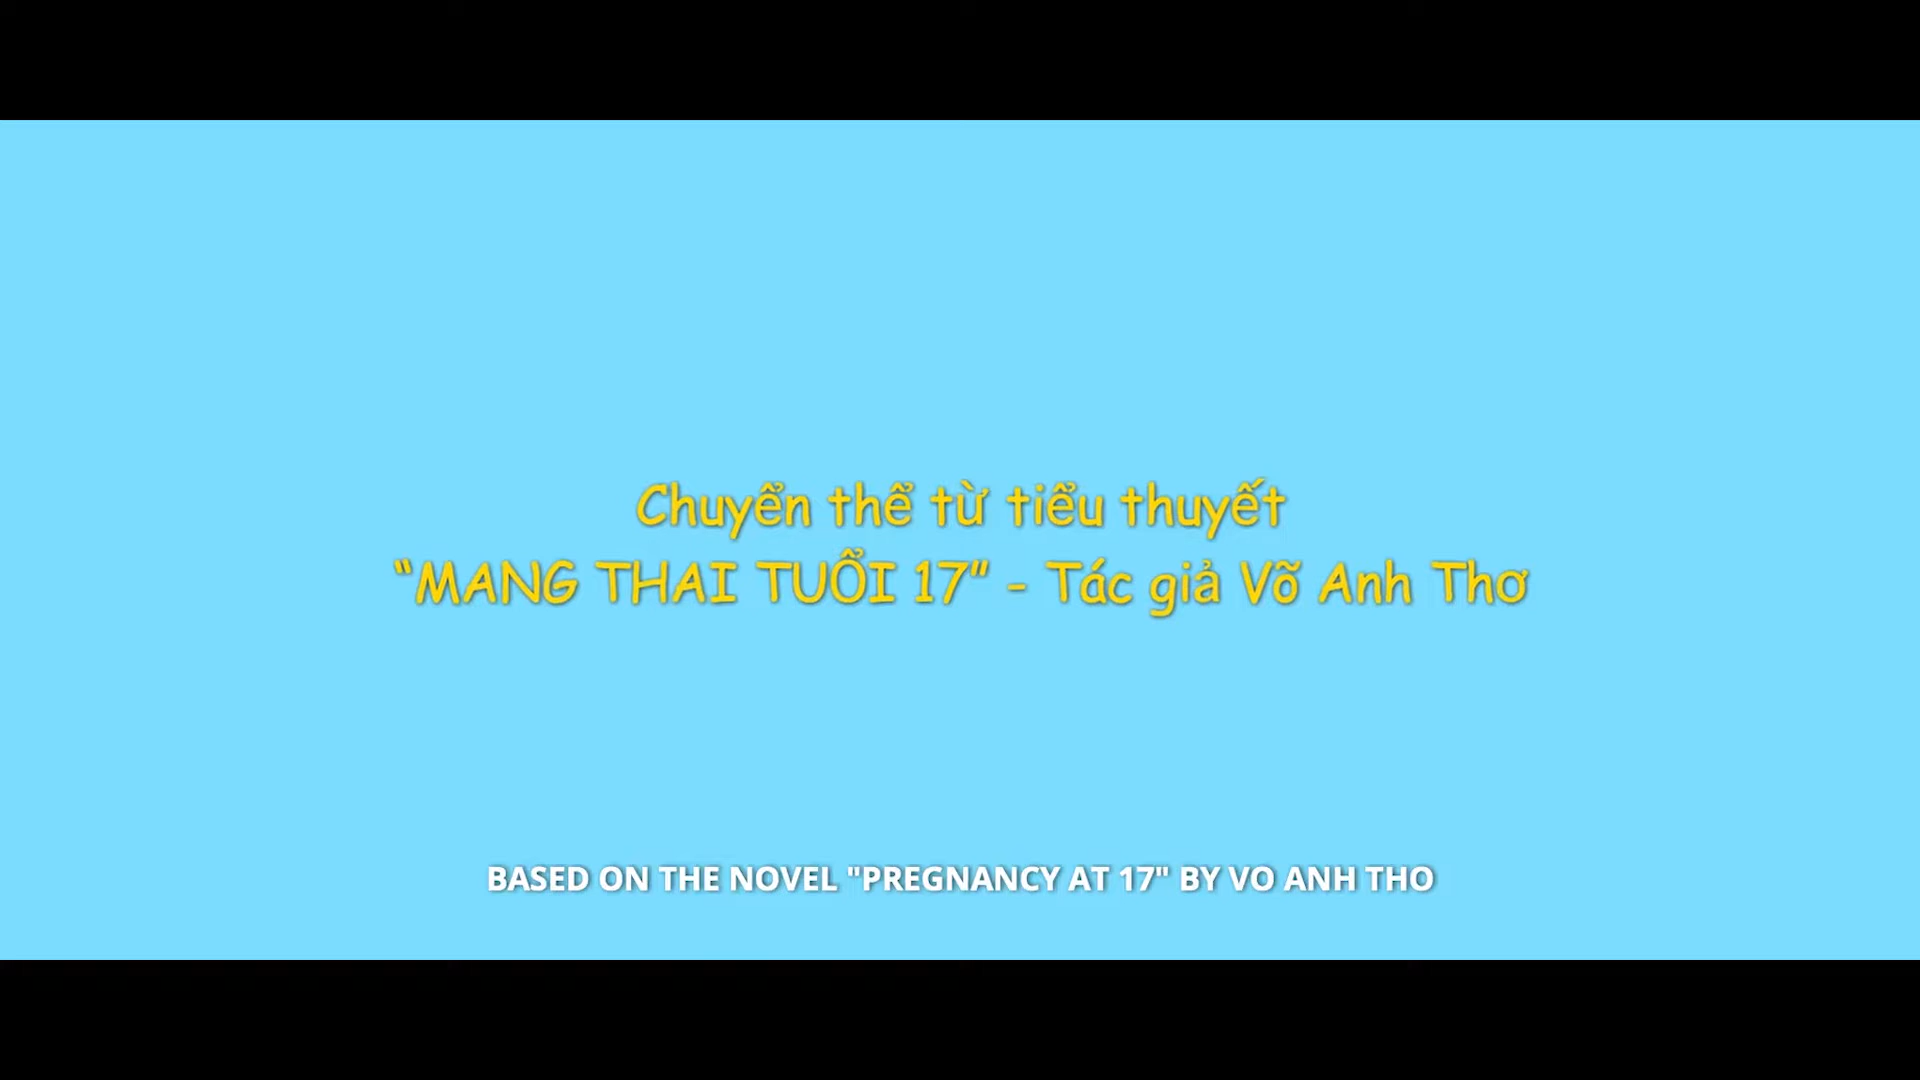 Chuyển thể từ tiểu thuyết
“MANG THAI TUỔI 17” - Tác giả Võ Anh Thơ
BASED ON THE NOVEL "PREGNANCY AT 17" BY VO ANH THO